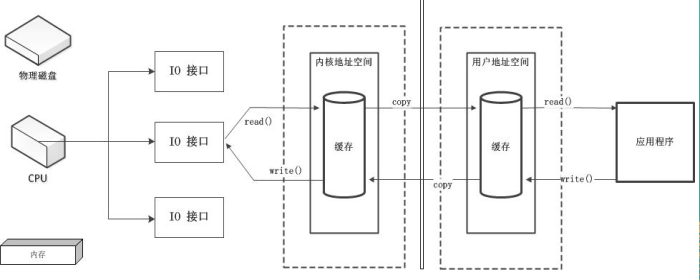 物理磁盘
CPU
内存
IO 接口
IO 接口
IO 接口
read()
write()
内核地址空间
缓存
copy
copy
用户地址空间
缓存
read()
write()
应用程序